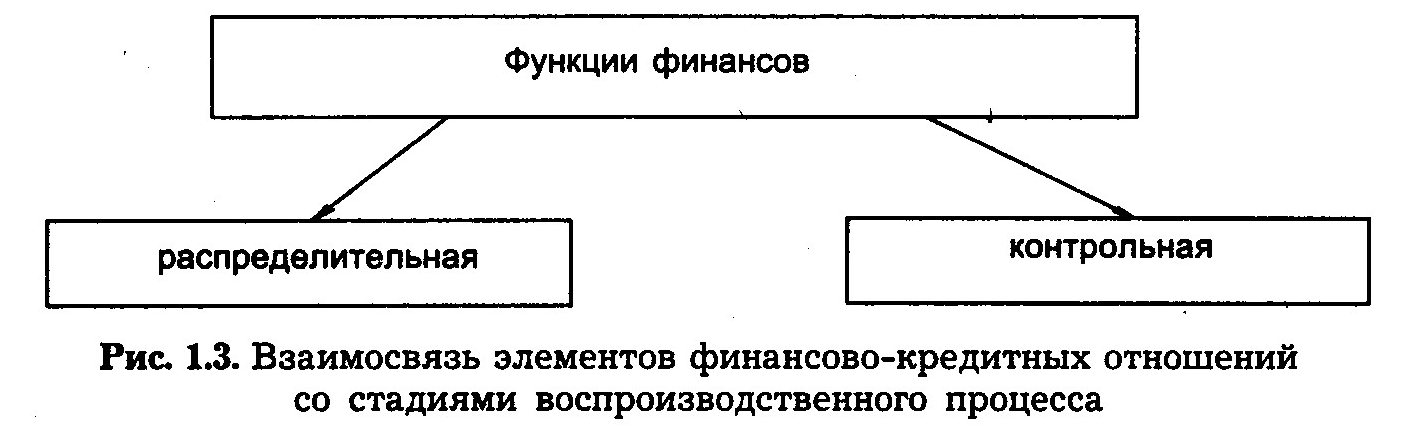 Функции финансов
распределительная
контрольная
Рис. 1.3. Взаимосвязь элементов финансово-кредитных отношений
со стадиями воспроизводственного процесса